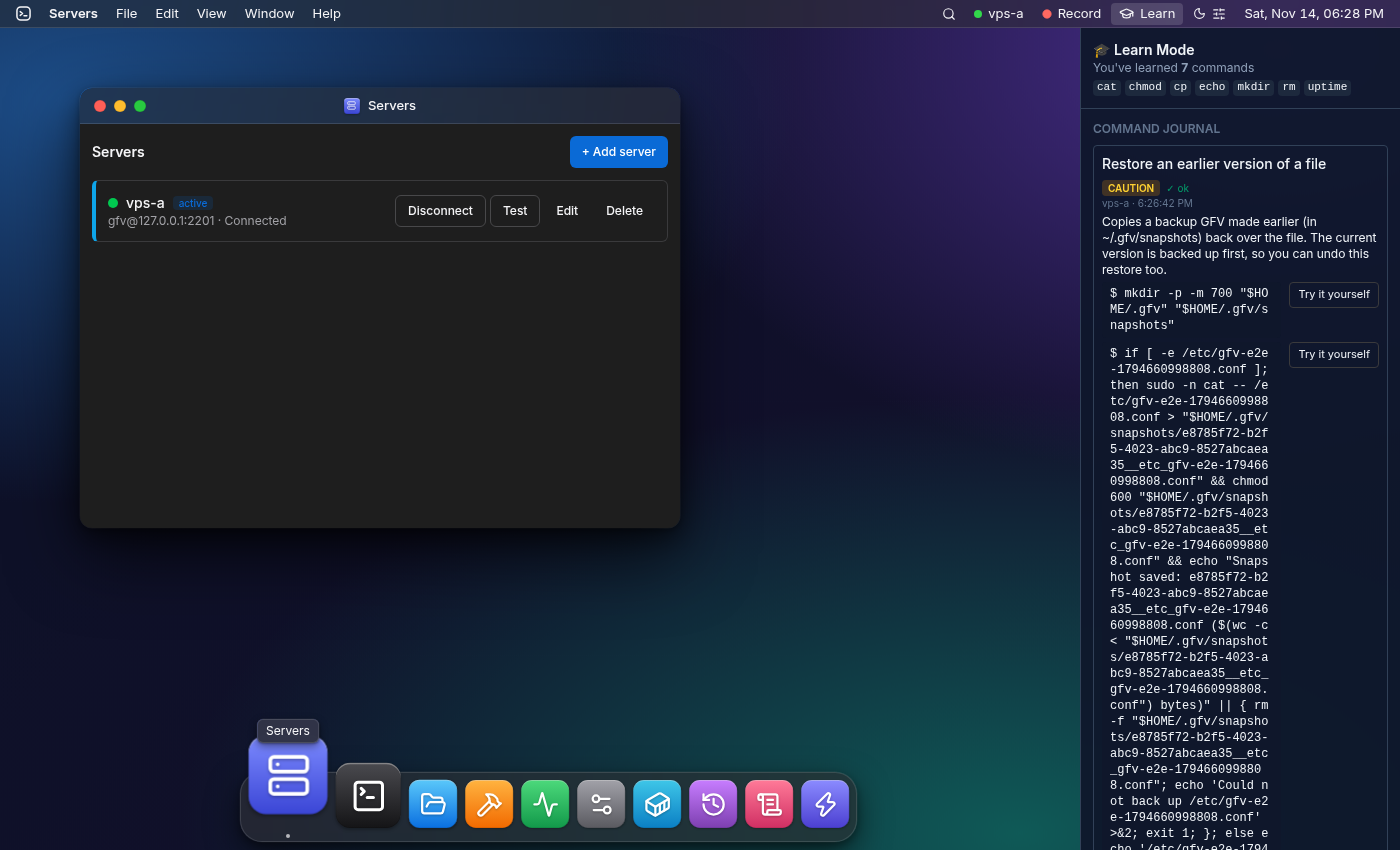 Servers File Edit View Window Help vps-a Record Learn Sat, Nov 14, 06:28 PM
Servers
Servers
+ Add server
vps-a active
gfv@127.0.0.1:2201 · Connected
Disconnect Test Edit Delete
Servers
🎓 Learn Mode
You've learned 7 commands
cat chmod cp echo mkdir rm uptime
COMMAND JOURNAL
Restore an earlier version of a file
CAUTION ✓ ok
vps-a · 6:26:42 PM
Copies a backup GFV made earlier (in
~/.gfv/snapshots) back over the file. The current
version is backed up first, so you can undo this
restore too.
$ mkdir -p -m 700 "$HO
ME/.gfv" "$HOME/.gfv/s
napshots"
Try it yourself
$ if [ -e /etc/gfv-e2e
-1794660998808.conf ];
then sudo -n cat -- /e
tc/gfv-e2e-17946609988
08.conf > "$HOME/.gfv/
snapshots/e8785f72-b2f
5-4023-abc9-8527abcaea
35__etc_gfv-e2e-179466
0998808.conf" && chmod
600 "$HOME/.gfv/snapsh
ots/e8785f72-b2f5-4023
-abc9-8527abcaea35__et
c_gfv-e2e-179466099880
8.conf" && echo "Snaps
hot saved: e8785f72-b2
f5-4023-abc9-8527abcae
a35__etc_gfv-e2e-17946
60998808.conf ($(wc -c
< "$HOME/.gfv/snapshot
s/e8785f72-b2f5-4023-a
bc9-8527abcaea35__etc_
gfv-e2e-1794660998808.
conf") bytes)" || { rm
-f "$HOME/.gfv/snapsho
ts/e8785f72-b2f5-4023-
abc9-8527abcaea35__etc
_gfv-e2e-179466099880
8.conf"; echo 'Could n
ot back up /etc/gfv-e2
e-1794660998808.conf'
>&2; exit 1; }; else e
cho '/etc/gfv-e2e-1794
Try it yourself